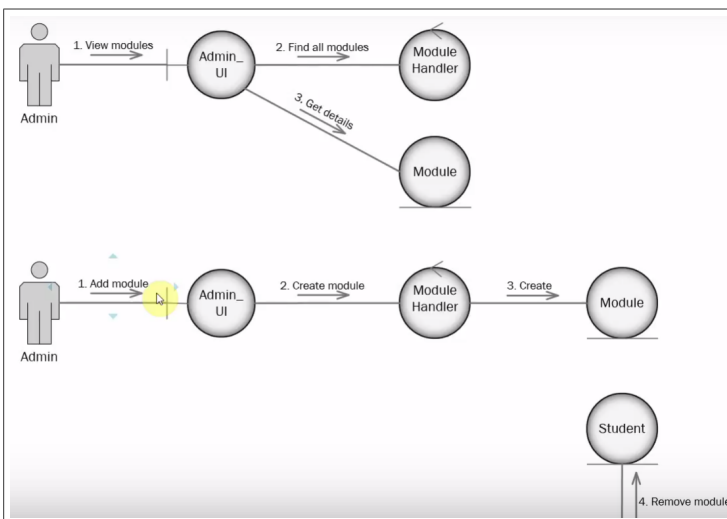 1. View modules
Admin_
UI
2. Find all modules
Module
Handler
Admin
3. Get details
Module
1. Add module
Admin_
UI
2. Create module
Module
Handler
3. Create
Module
Admin
Student
4. Remove module